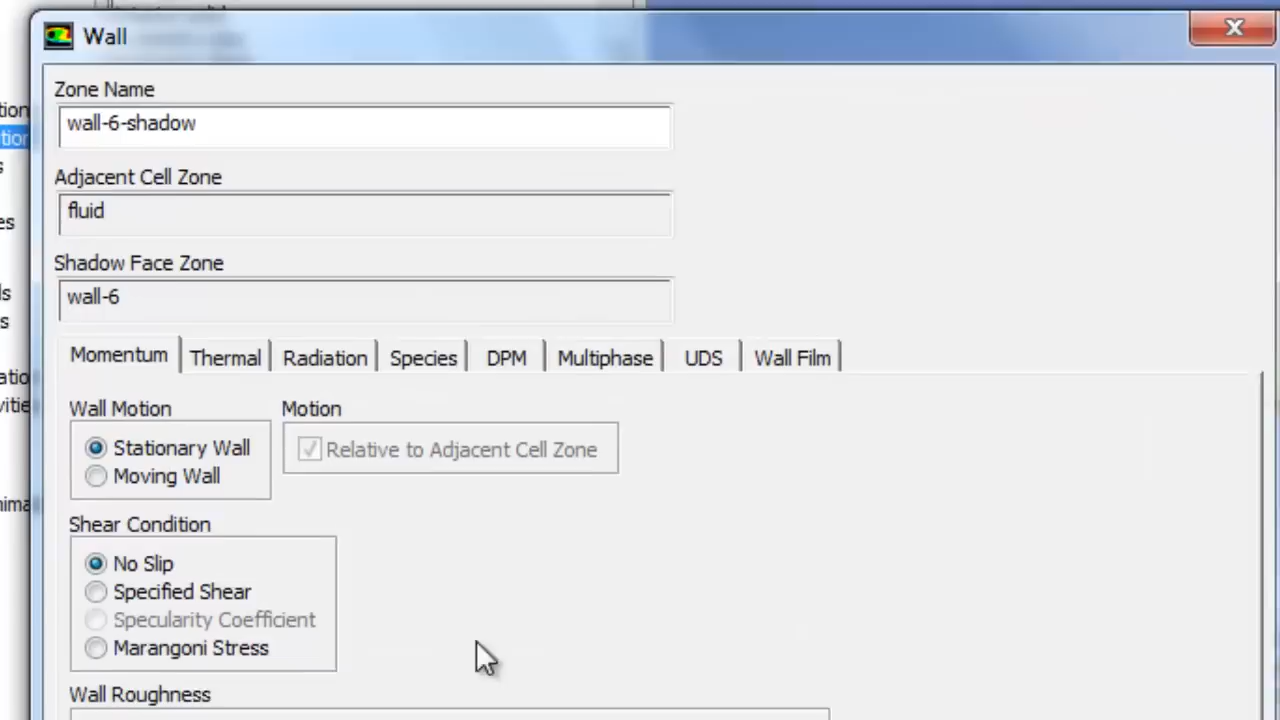 Wall
Zone Name
wall-6-shadow
Adjacent Cell Zone
fluid
Shadow Face Zone
wall-6
Momentum Thermal Radiation Species DPM Multiphase UDS Wall Film
Wall Motion Motion
Stationary Wall Relative to Adjacent Cell Zone
Moving Wall
Shear Condition
No Slip
Specified Shear
Specularity Coefficient
Marangoni Stress
Wall Roughness